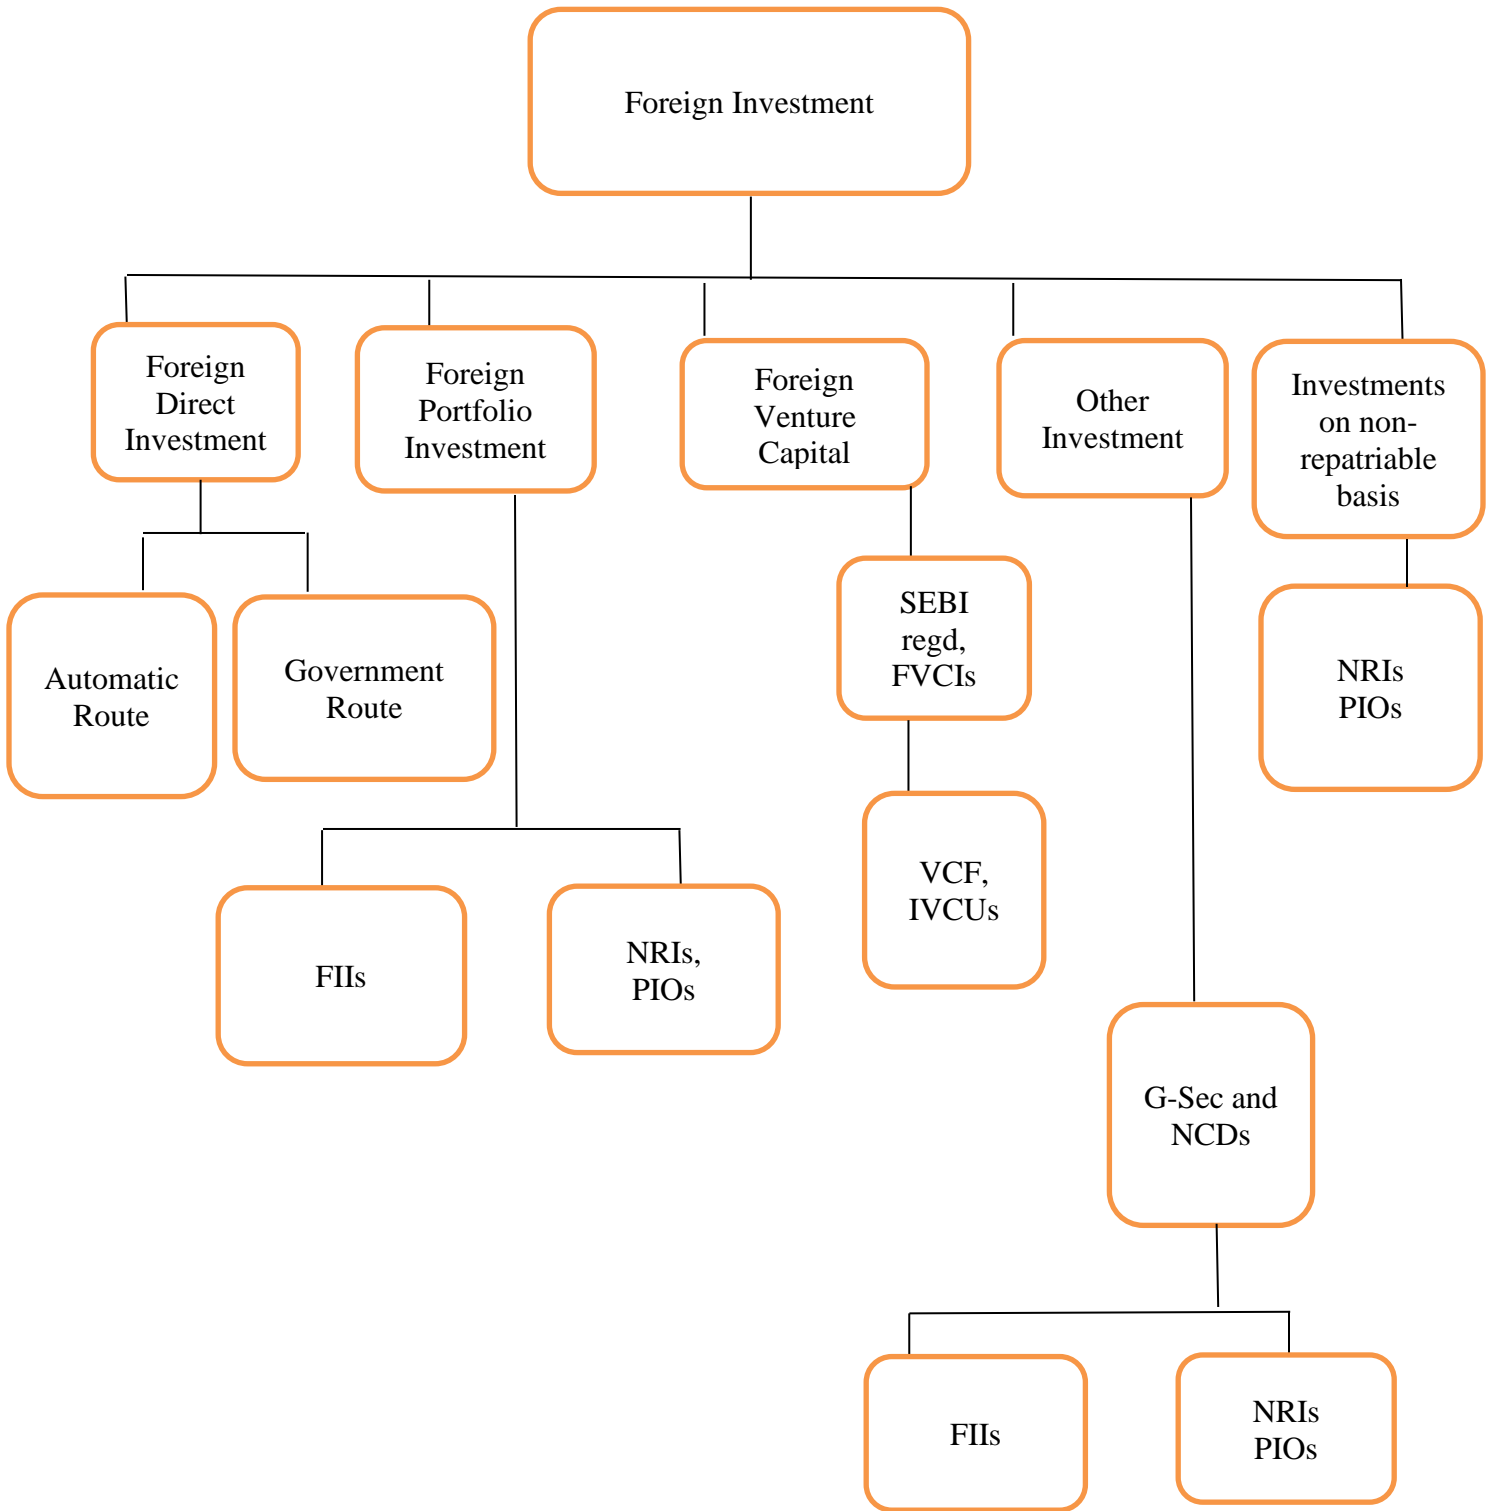 Foreign Investment
Foreign
Direct
Investment
Foreign
Portfolio
Investment
Foreign
Venture
Capital
Other
Investment
Investments
on non-
repatriable
basis
Automatic
Route
Government
Route
SEBI
regd,
FVCIs
NRIs
PIOs
VCF,
IVCUs
FIIs
NRIs,
PIOs
G-Sec and
NCDs
FIIs
NRIs
PIOs